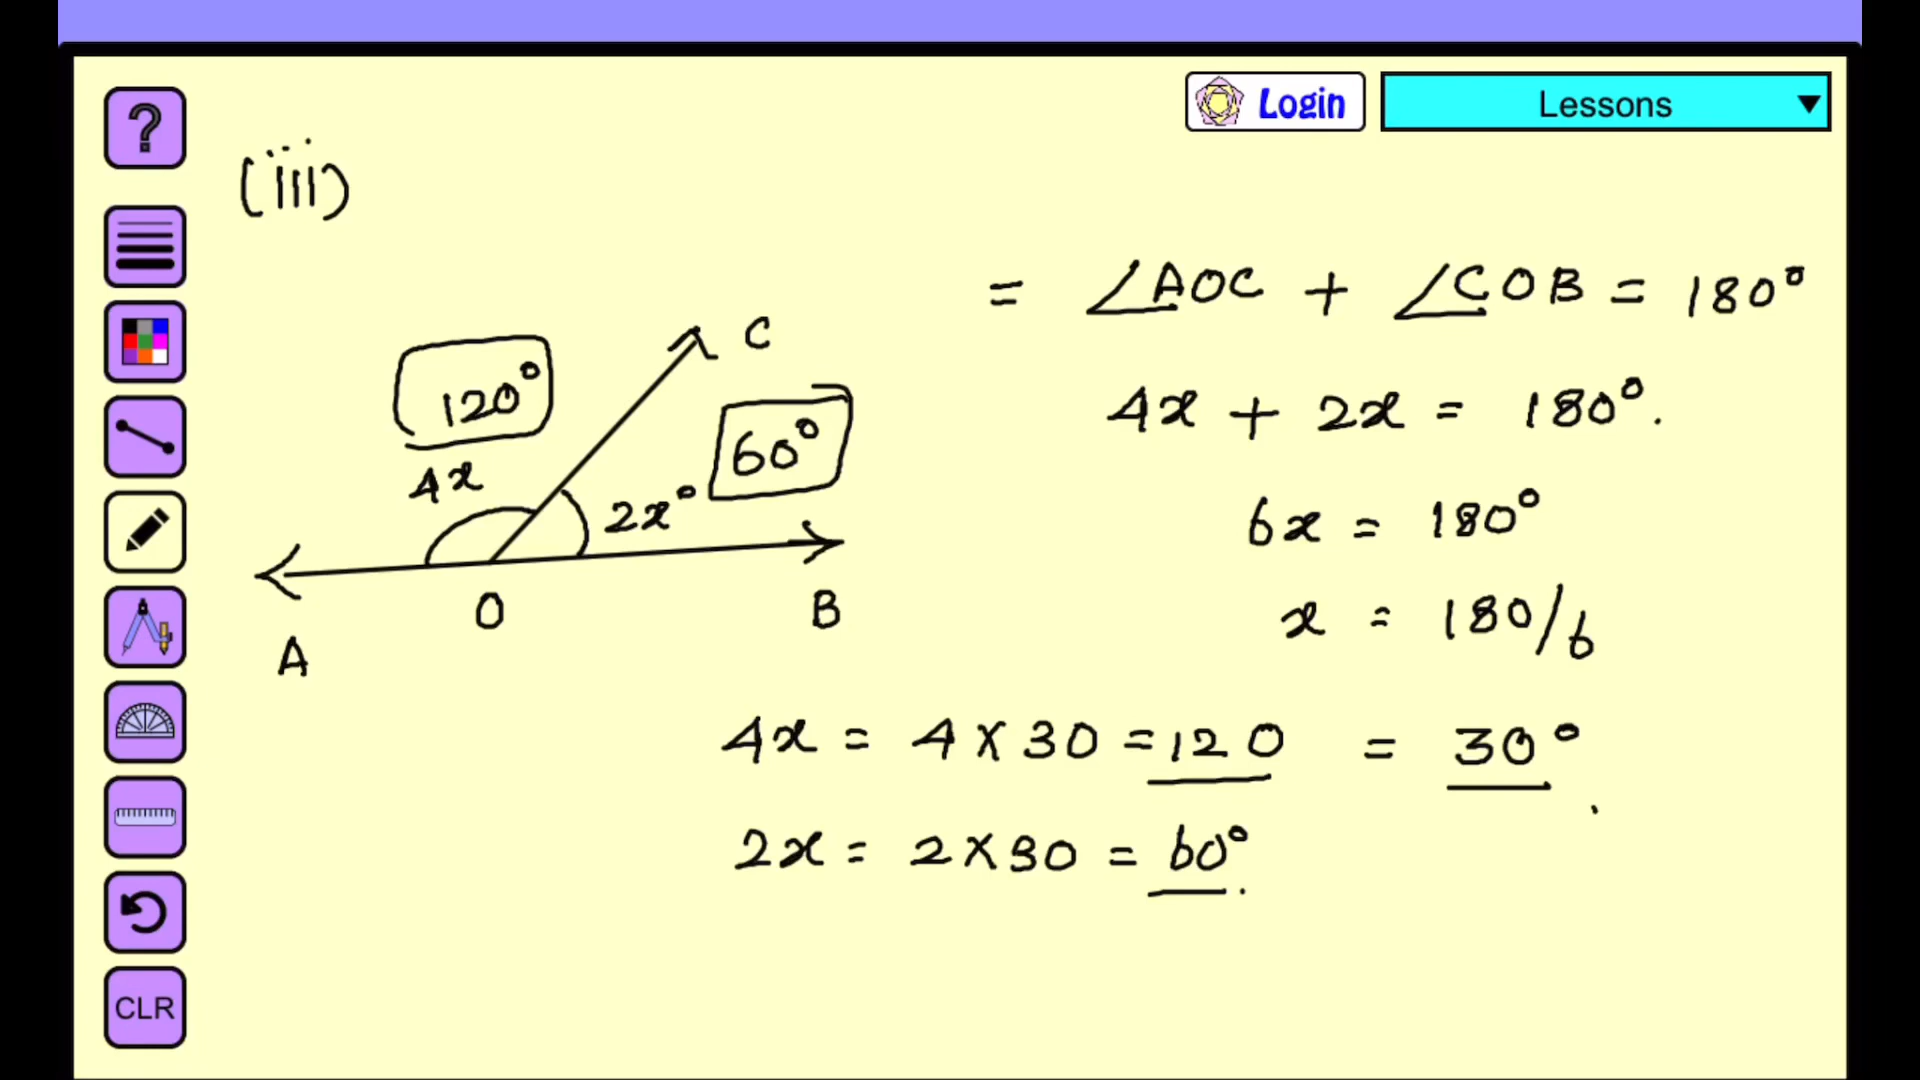 ?
Login
Lessons
(iii)
= ∠AOC + ∠COB = 180°
C
120°
4x + 2x = 180°.
60°
4x
2x°
6x = 180°
O
B
x = 180/6
A
4x = 4 × 30 = 120
= 30°.
2x = 2 × 30 = 60°.
CLR